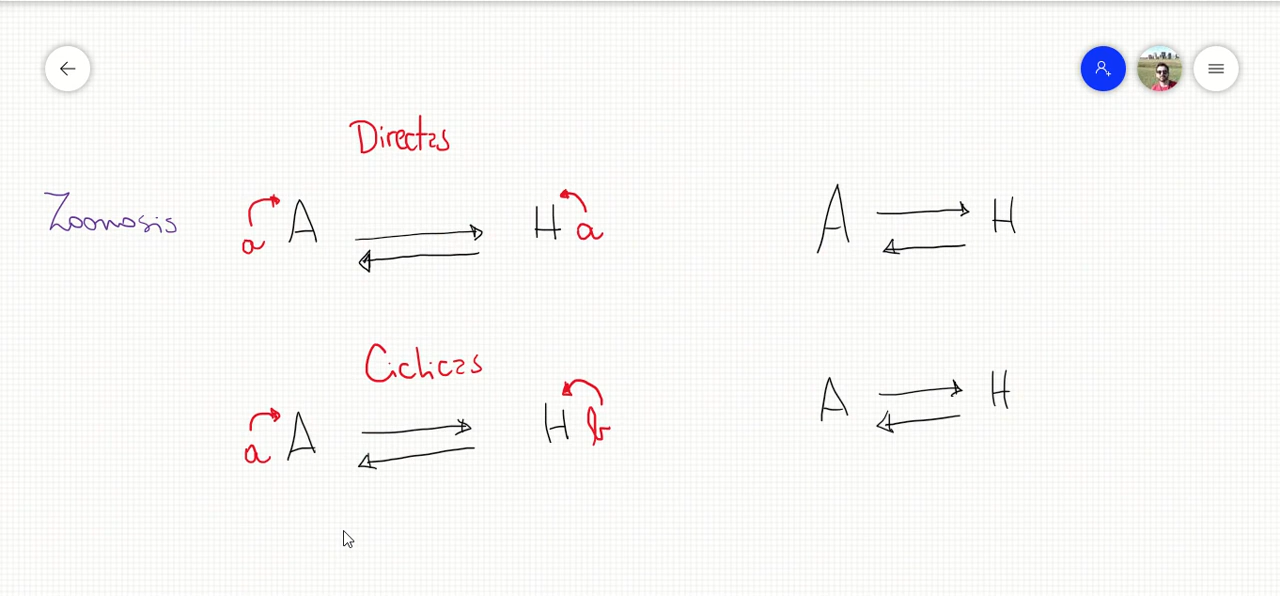 Directas
Zoonosis
a A H a
A H
Ciclicas
a A H b
A H